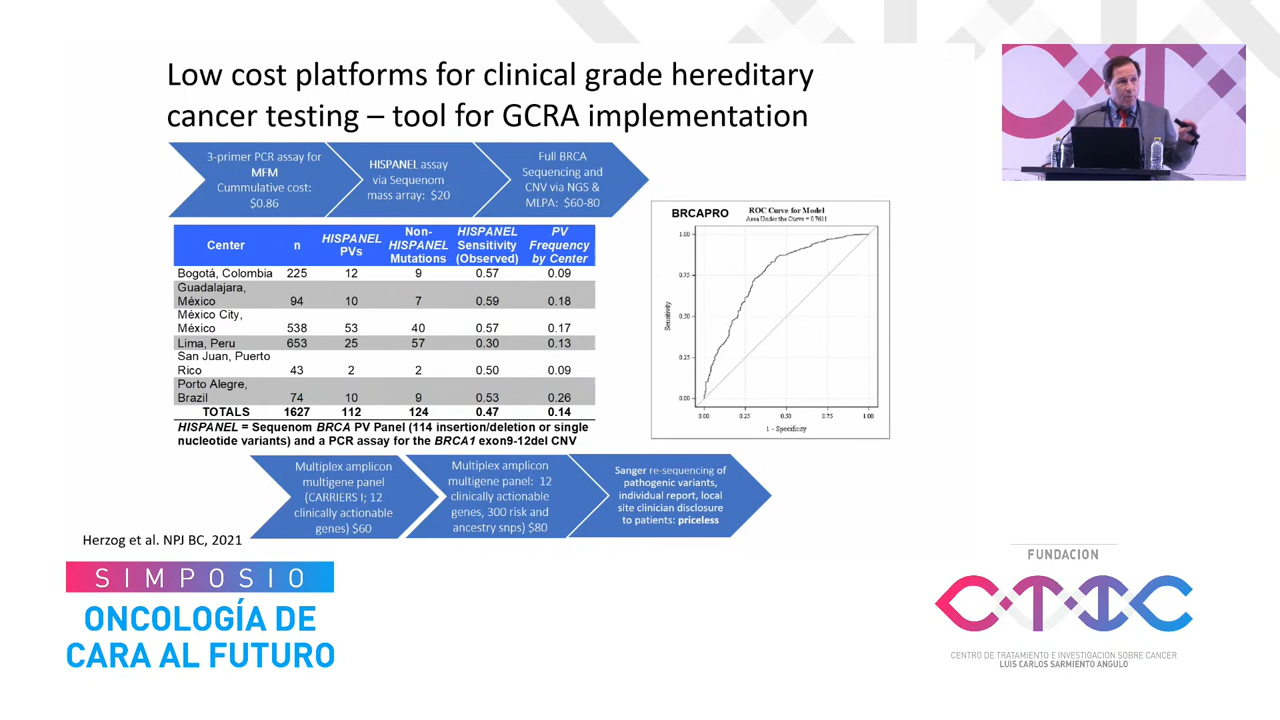 Low cost platforms for clinical grade hereditary
cancer testing – tool for GCRA implementation
3-primer PCR assay for
MFM
Cummulative cost:
$0.86
HISPANEL assay
via Sequenom
mass array: $20
Full BRCA
Sequencing and
CNV via NGS &
MLPA: $60-80
Center n HISPANEL PVs Non-HISPANEL Mutations HISPANEL Sensitivity (Observed) PV Frequency by Center
Bogotá, Colombia 225 12 9 0.57 0.09
Guadalajara,
México 94 10 7 0.59 0.18
México City,
México 538 53 40 0.57 0.17
Lima, Peru 653 25 57 0.30 0.13
San Juan, Puerto
Rico 43 2 2 0.50 0.09
Porto Alegre,
Brazil 74 10 9 0.53 0.26
TOTALS 1627 112 124 0.47 0.14
HISPANEL = Sequenom BRCA PV Panel (114 insertion/deletion or single
nucleotide variants) and a PCR assay for the BRCA1 exon9-12del CNV
BRCAPRO
ROC Curve for Model
Area Under the Curve = 0.7611
1.00
0.75
0.50
0.25
0.00
Sensitivity
0.00 0.25 0.50 0.75 1.00
1 - Specificity
Multiplex amplicon
multigene panel
(CARRIERS I; 12
clinically actionable
genes) $60
Multiplex amplicon
multigene panel: 12
clinically actionable
genes, 300 risk and
ancestry snps) $80
Sanger re-sequencing of
pathogenic variants,
individual report, local
site clinician disclosure
to patients: priceless
Herzog et al. NPJ BC, 2021
SIMPOSIO
ONCOLOGÍA DE
CARA AL FUTURO
FUNDACION
CTIC
CENTRO DE TRATAMIENTO E INVESTIGACION SOBRE CANCER
LUIS CARLOS SARMIENTO ANGULO